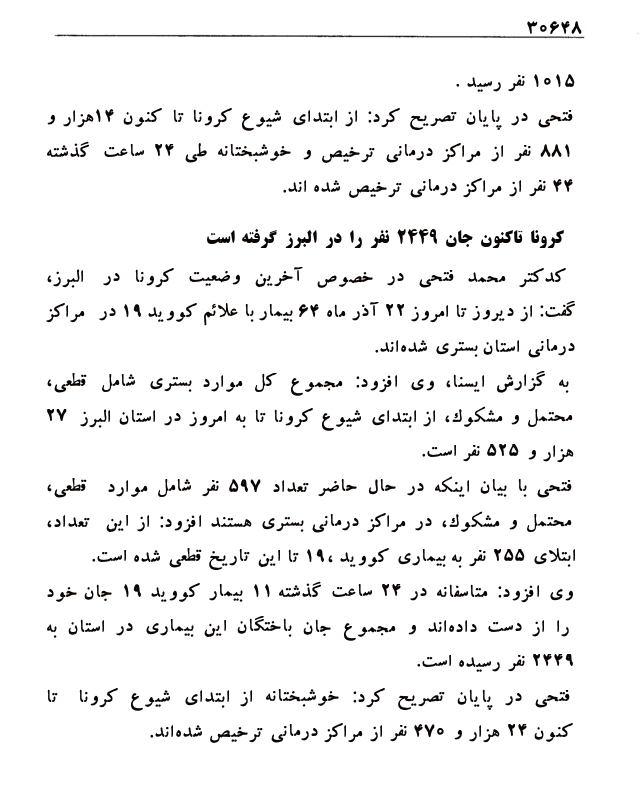 ۳۰۶۴۸
۱۰۱۵ نفر رسید .
فتحی در پایان تصریح کرد: از ابتدای شیوع کرونا تا کنون ۱۴هزار و
۸۸۱ نفر از مراکز درمانی ترخیص و خوشبختانه طی ۲۴ ساعت گذشته
۴۴ نفر از مراکز درمانی ترخیص شده اند.
کرونا تاکنون جان ۲۴۴۹ نفر را در البرز گرفته است
کدکتر محمد فتحی در خصوص آخرین وضعیت کرونا در البرز،
گفت: از دیروز تا امروز ۲۲ آذر ماه ۶۴ بیمار با علائم کووید ۱۹ در مراکز
درمانی استان بستری شده‌اند.
به گزارش ایسنا، وی افزود: مجموع کل موارد بستری شامل قطعی،
محتمل و مشکوك، از ابتدای شیوع کرونا تا به امروز در استان البرز ۲۷
هزار و ۵۲۵ نفر است.
فتحی با بیان اینکه در حال حاضر تعداد ۵۹۷ نفر شامل موارد قطعی،
محتمل و مشکوك، در مراکز درمانی بستری هستند افزود: از این تعداد،
ابتلای ۲۵۵ نفر به بیماری کووید ،۱۹ تا این تاریخ قطعی شده است.
وی افزود: متاسفانه در ۲۴ ساعت گذشته ۱۱ بیمار کووید ۱۹ جان خود
را از دست داده‌اند و مجموع جان باختگان این بیماری در استان به
۲۴۴۹ نفر رسیده است.
فتحی در پایان تصریح کرد: خوشبختانه از ابتدای شیوع کرونا تا
کنون ۲۴ هزار و ۴۷۰ نفر از مراکز درمانی ترخیص شده‌اند.